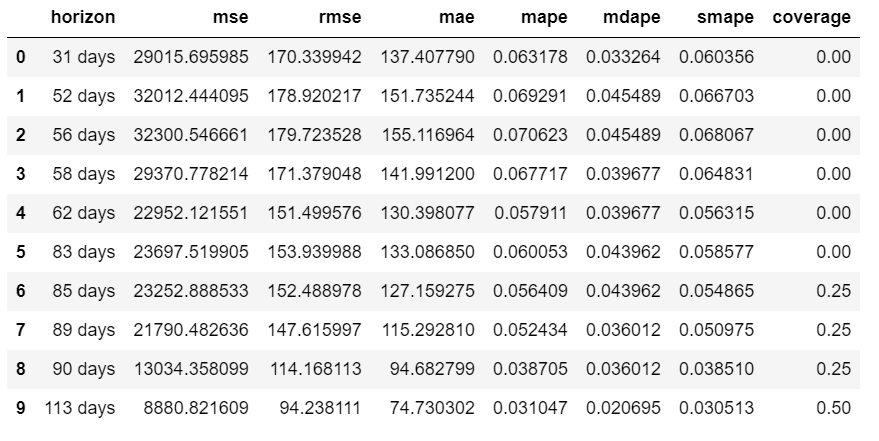 horizon mse rmse mae mape mdape smape coverage
0 31 days 29015.695985 170.339942 137.407790 0.063178 0.033264 0.060356 0.00
1 52 days 32012.444095 178.920217 151.735244 0.069291 0.045489 0.066703 0.00
2 56 days 32300.546661 179.723528 155.116964 0.070623 0.045489 0.068067 0.00
3 58 days 29370.778214 171.379048 141.991200 0.067717 0.039677 0.064831 0.00
4 62 days 22952.121551 151.499576 130.398077 0.057911 0.039677 0.056315 0.00
5 83 days 23697.519905 153.939988 133.086850 0.060053 0.043962 0.058577 0.00
6 85 days 23252.888533 152.488978 127.159275 0.056409 0.043962 0.054865 0.25
7 89 days 21790.482636 147.615997 115.292810 0.052434 0.036012 0.050975 0.25
8 90 days 13034.358099 114.168113 94.682799 0.038705 0.036012 0.038510 0.25
9 113 days 8880.821609 94.238111 74.730302 0.031047 0.020695 0.030513 0.50